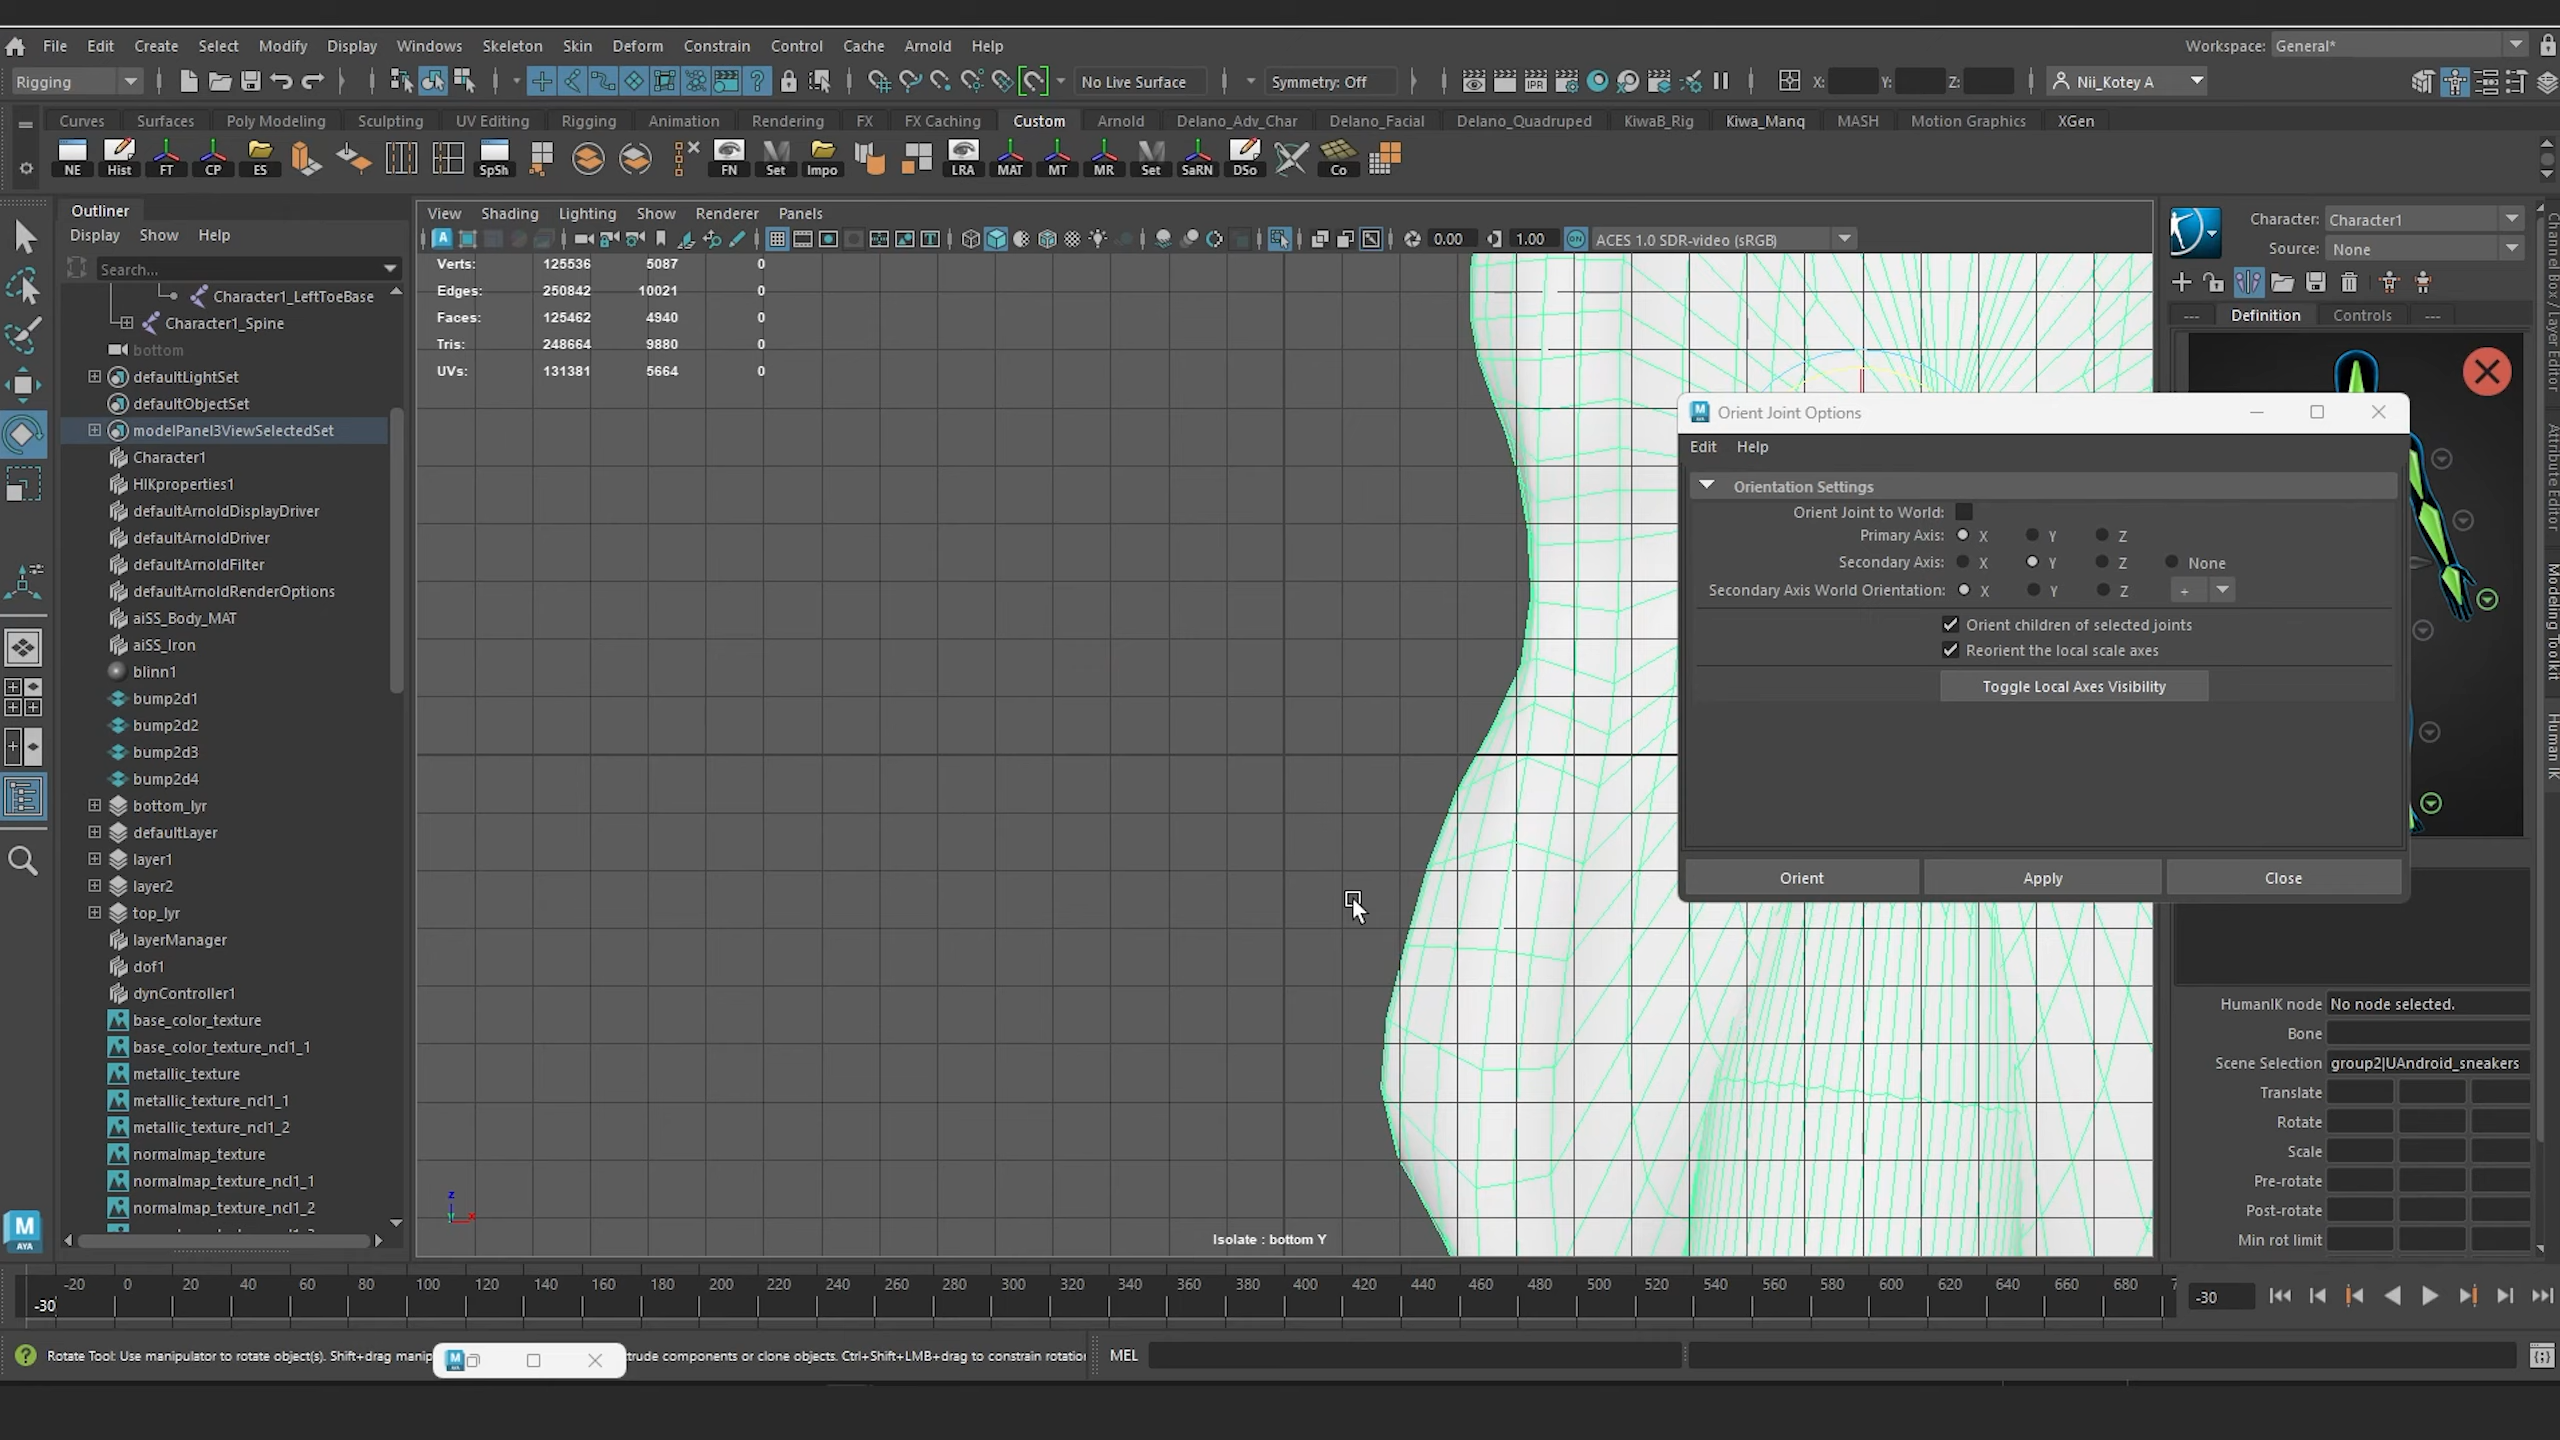 File Edit Create Select Modify Display Windows Skeleton Skin Deform Constrain Control Cache Arnold Help
Workspace: General*
Rigging
No Live Surface
Symmetry: Off
X: Y: Z:
Nii_Kotey A
Curves Surfaces Poly Modeling Sculpting UV Editing Rigging Animation Rendering FX FX Caching Custom Arnold Delano_Adv_Char Delano_Facial Delano_Quadruped KiwaB_Rig Kiwa_Manq MASH Motion Graphics XGen
NE Hist FT CP ES SpSh FN Set Impo LRA MAT MT MR Set SaRN DSo Co
Outliner
Display Show Help
Search...
Character1_LeftToeBase
Character1_Spine
bottom
defaultLightSet
defaultObjectSet
modelPanel3ViewSelectedSet
Character1
HIKproperties1
defaultArnoldDisplayDriver
defaultArnoldDriver
defaultArnoldFilter
defaultArnoldRenderOptions
aiSS_Body_MAT
aiSS_Iron
blinn1
bump2d1
bump2d2
bump2d3
bump2d4
bottom_lyr
defaultLayer
layer1
layer2
top_lyr
layerManager
dof1
dynController1
base_color_texture
base_color_texture_ncl1_1
metallic_texture
metallic_texture_ncl1_1
metallic_texture_ncl1_2
normalmap_texture
normalmap_texture_ncl1_1
normalmap_texture_ncl1_2
View Shading Lighting Show Renderer Panels
0.00 1.00 ON ACES 1.0 SDR-video (sRGB)
Verts: 125536 5087 0
Edges: 250842 10021 0
Faces: 125462 4940 0
Tris: 248664 9880 0
UVs: 131381 5664 0
z
x
Isolate : bottom Y
Orient Joint Options
Edit Help
Orientation Settings
Orient Joint to World:
Primary Axis: X Y Z
Secondary Axis: X Y Z None
Secondary Axis World Orientation: X Y Z +
Orient children of selected joints
Reorient the local scale axes
Toggle Local Axes Visibility
Orient Apply Close
Character: Character1
Source: None
--- Definition Controls ---
HumanIK node No node selected.
Bone
Scene Selection group2|UAndroid_sneakers
Translate
Rotate
Scale
Pre-rotate
Post-rotate
Min rot limit
Channel Box / Layer Editor
Attribute Editor
Modeling Toolkit
Human IK
M
AYA
-20 0 20 40 60 80 100 120 140 160 180 200 220 240 260 280 300 320 340 360 380 400 420 440 460 480 500 520 540 560 580 600 620 640 660 680 7
-30
-30
Rotate Tool: Use manipulator to rotate object(s). Shift+drag manip
trude components or clone objects. Ctrl+Shift+LMB+drag to constrain rotatio
MEL